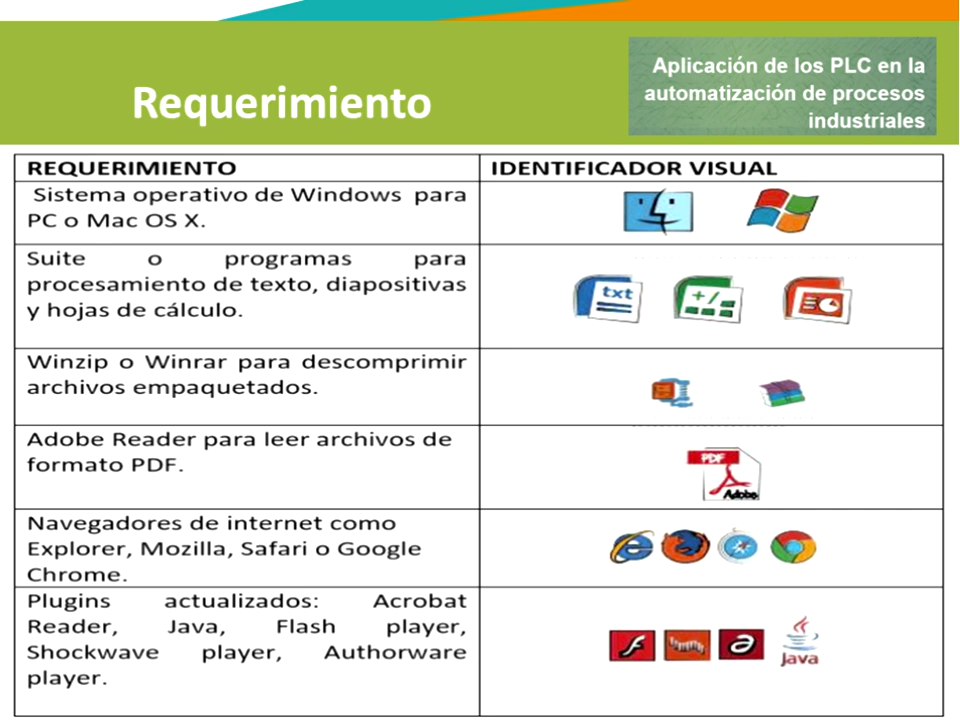 Requerimiento
Aplicación de los PLC en la
automatización de procesos
industriales
REQUERIMIENTO
IDENTIFICADOR VISUAL
Sistema operativo de Windows para
PC o Mac OS X.
Suite o programas para
procesamiento de texto, diapositivas
y hojas de cálculo.
txt
+/-
Winzip o Winrar para descomprimir
archivos empaquetados.
Adobe Reader para leer archivos de
formato PDF.
PDF
Adobe
Navegadores de internet como
Explorer, Mozilla, Safari o Google
Chrome.
Plugins actualizados: Acrobat
Reader, Java, Flash player,
Shockwave player, Authorware
player.
Java